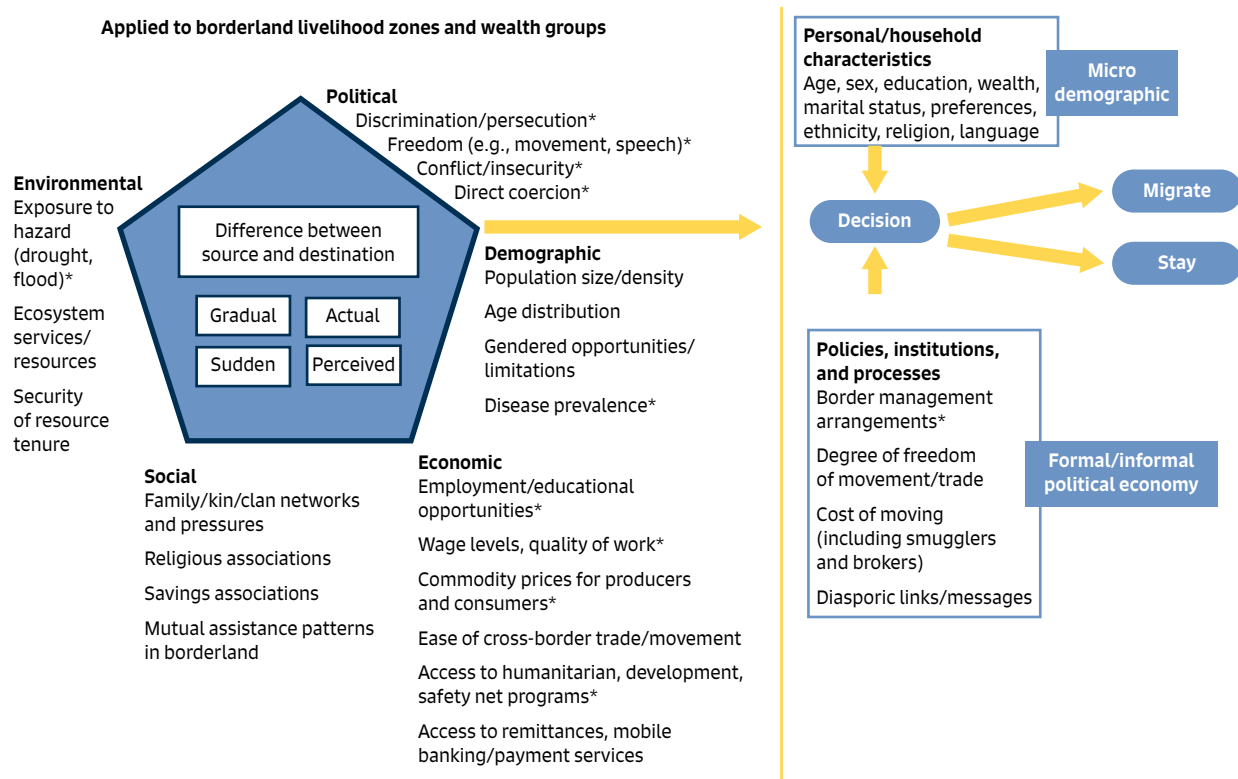 Applied to borderland livelihood zones and wealth groups
Political
Discrimination/persecution*
Freedom (e.g., movement, speech)*
Conflict/insecurity*
Direct coercion*
Environmental
Exposure to
hazard
(drought,
flood)*
Ecosystem
services/
resources
Security
of resource
tenure
Difference between
source and destination
Gradual
Actual
Sudden
Perceived
Demographic
Population size/density
Age distribution
Gendered opportunities/
limitations
Disease prevalence*
Social
Family/kin/clan networks
and pressures
Religious associations
Savings associations
Mutual assistance patterns
in borderland
Economic
Employment/educational
opportunities*
Wage levels, quality of work*
Commodity prices for producers
and consumers*
Ease of cross-border trade/movement
Access to humanitarian, development,
safety net programs*
Access to remittances, mobile
banking/payment services
Personal/household
characteristics
Age, sex, education, wealth,
marital status, preferences,
ethnicity, religion, language
Micro
demographic
Decision
Migrate
Stay
Policies, institutions,
and processes
Border management
arrangements*
Degree of freedom
of movement/trade
Cost of moving
(including smugglers
and brokers)
Diasporic links/messages
Formal/informal
political economy